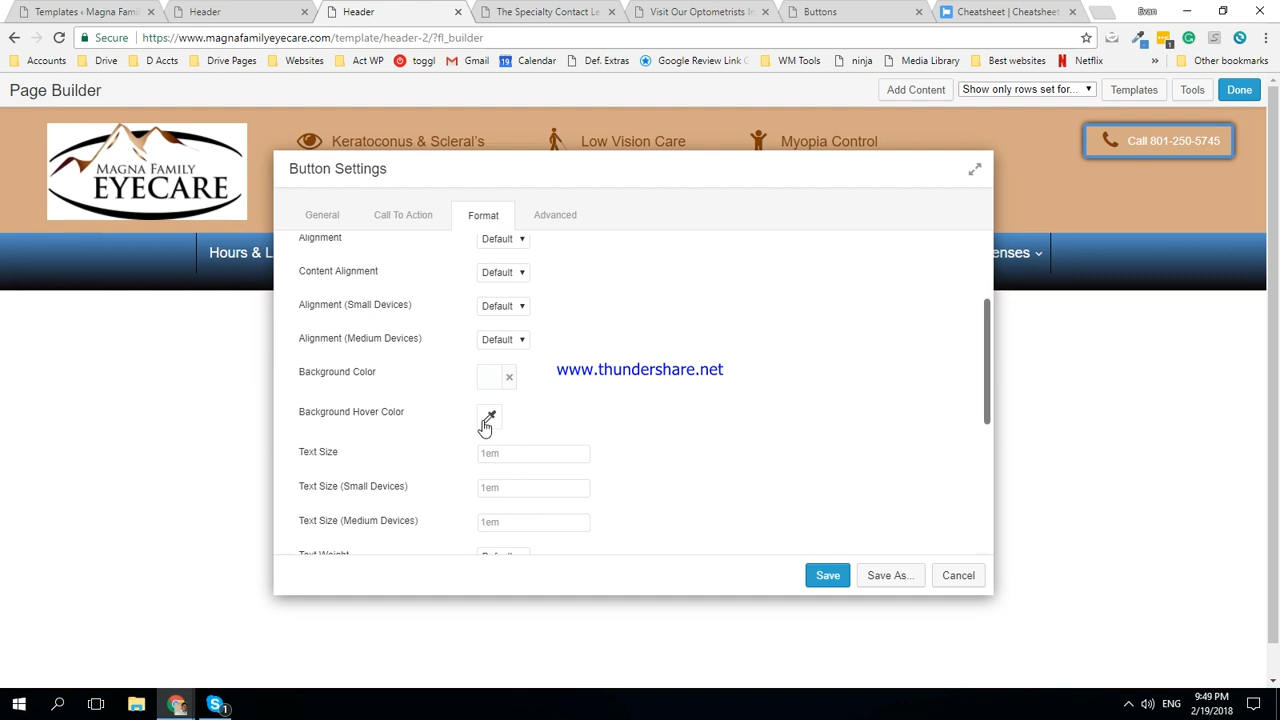 Templates ‹ Magna Famil
Header
Header
The Specialty Contact Le
Visit Our Optometrists In
Buttons
Cheatsheet | Cheatsheet
Evan
Secure
https://www.magnafamilyeyecare.com/template/header-2/?fl_builder
Accounts
Drive
D Accts
Drive Pages
Websites
Act WP
toggl
Gmail
19
Calendar
Def. Extras
Google Review Link C
WM Tools
ninja
Media Library
Best websites
Netflix
»
Other bookmarks
Page Builder
Add Content
Show only rows set for...
Templates
Tools
Done
MAGNA FAMILY
EYECARE
Keratoconus & Scleral's
Low Vision Care
Myopia Control
Call 801-250-5745
Hours & L
enses
Button Settings
General
Call To Action
Format
Advanced
Alignment
Default
Content Alignment
Default
Alignment (Small Devices)
Default
Alignment (Medium Devices)
Default
Background Color
www.thundershare.net
Background Hover Color
Text Size
1em
Text Size (Small Devices)
1em
Text Size (Medium Devices)
1em
Text Weight
Default
Save
Save As...
Cancel
ENG
9:49 PM
2/19/2018